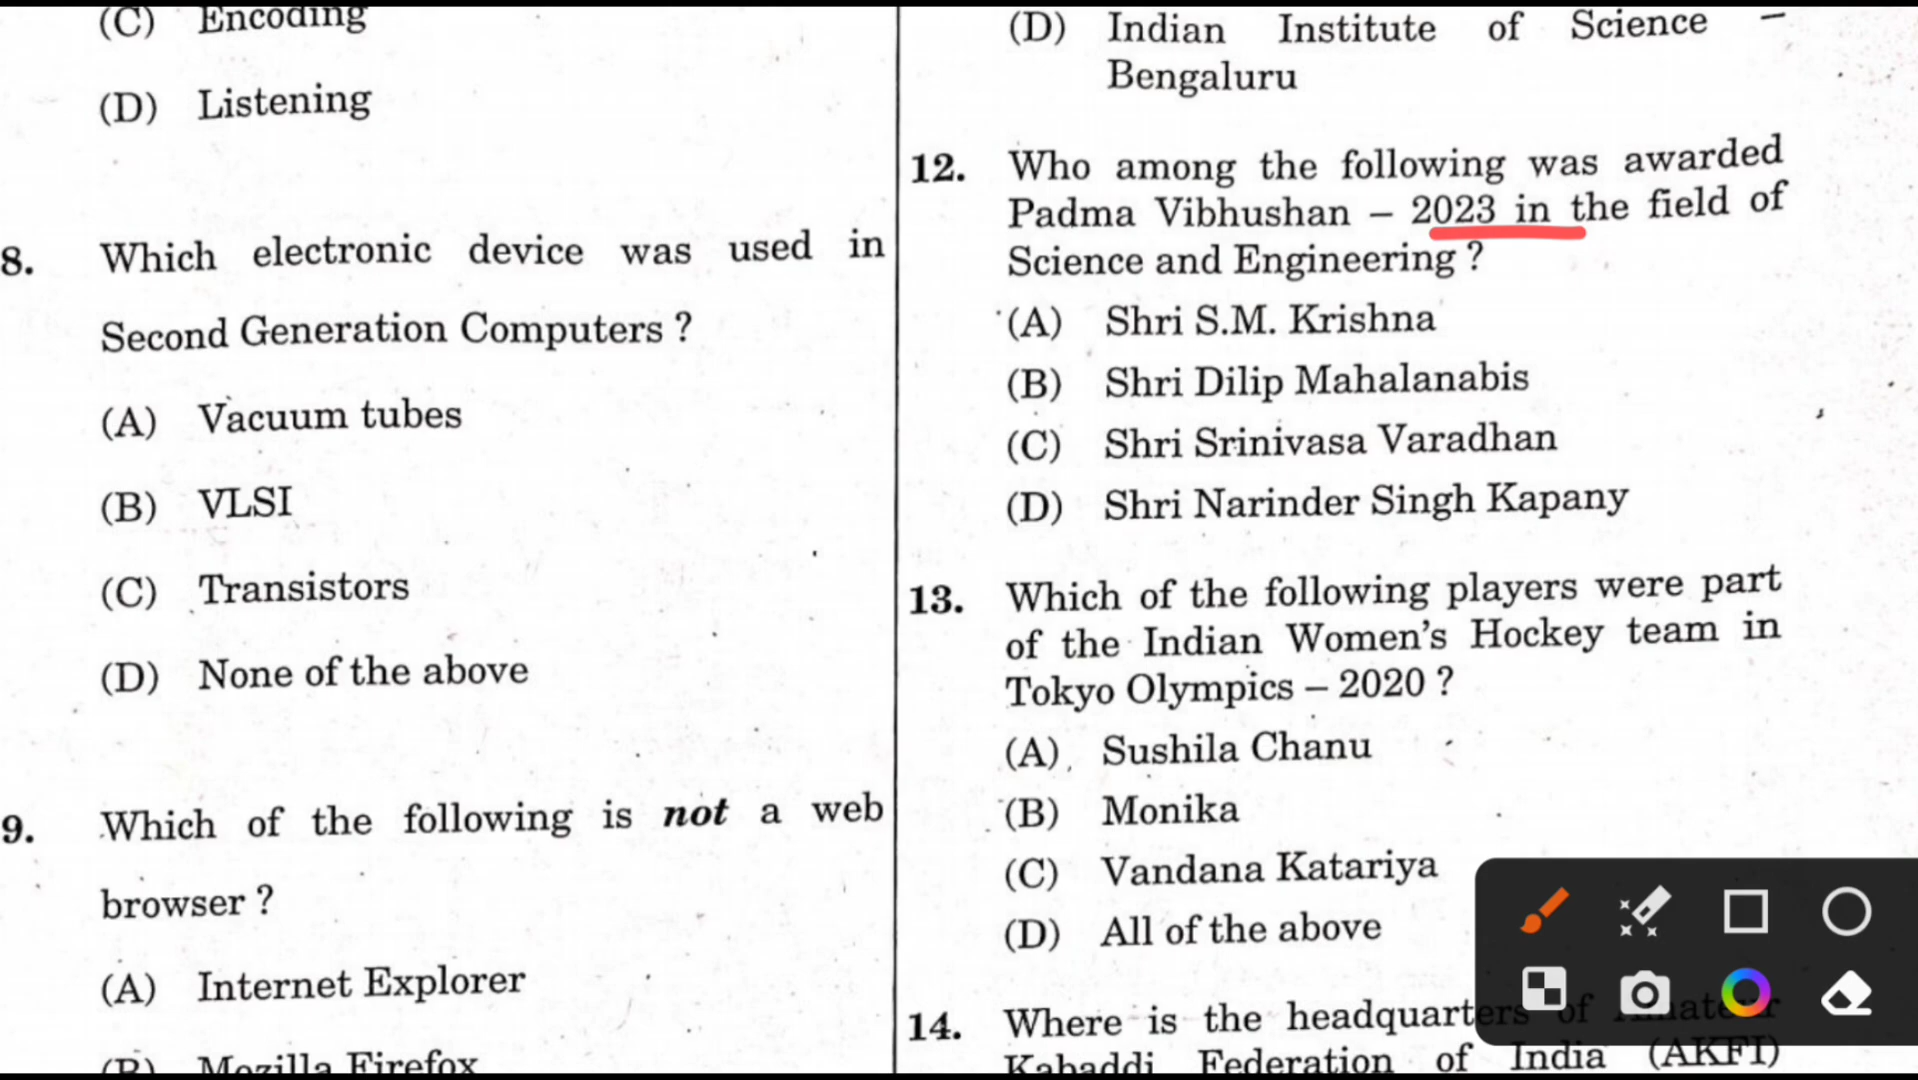 (C) Encoding
(D) Listening
8. Which electronic device was used in
Second Generation Computers ?
(A) Vacuum tubes
(B) VLSI
(C) Transistors
(D) None of the above
9. Which of the following is not a web
browser ?
(A) Internet Explorer
(B) Mozilla Firefox
(D) Indian Institute of Science –
Bengaluru
12. Who among the following was awarded
Padma Vibhushan – 2023 in the field of
Science and Engineering ?
(A) Shri S.M. Krishna
(B) Shri Dilip Mahalanabis
(C) Shri Srinivasa Varadhan
(D) Shri Narinder Singh Kapany
13. Which of the following players were part
of the Indian Women's Hockey team in
Tokyo Olympics – 2020 ?
(A) Sushila Chanu
(B) Monika
(C) Vandana Katariya
(D) All of the above
14. Where is the headquarters of
Kabaddi Federation of India (AKFI)